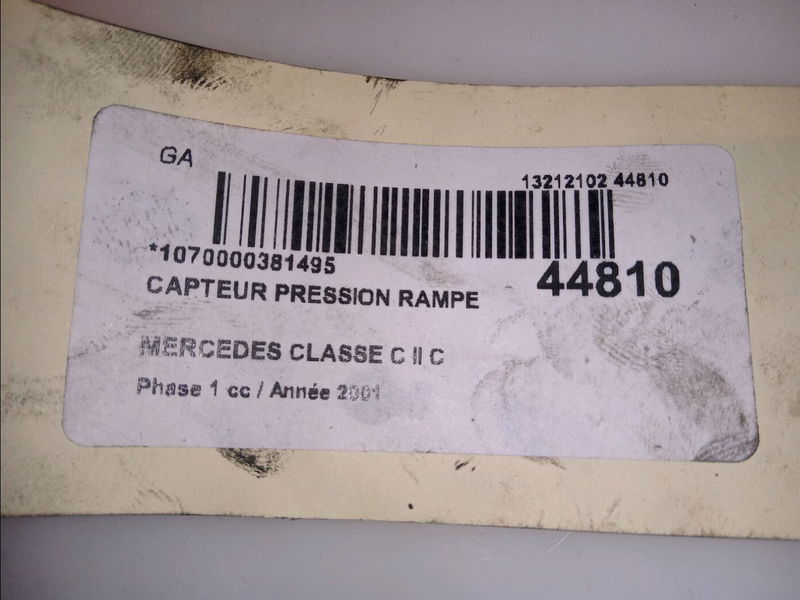 GA
13212102 44810
*1070000381495
44810
CAPTEUR PRESSION RAMPE
MERCEDES CLASSE C II C
Phase 1 cc / Année 2001